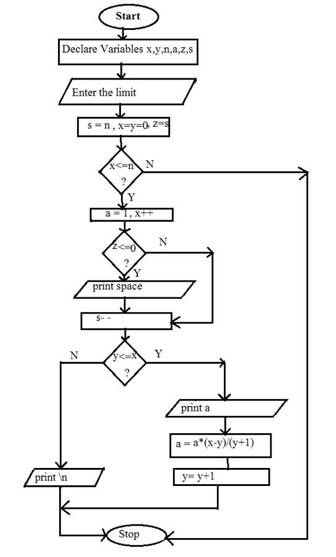 Start
Declare Variables x,y,n,a,z,s
Enter the limit
s = n , x=y=0, z=s
x<=n
?
N
Y
a = 1, x++
z<=0
?
N
Y
print space
s- -
y<=x
?
N
Y
print a
a = a*(x-y)/(y+1)
y= y+1
print \n
Stop